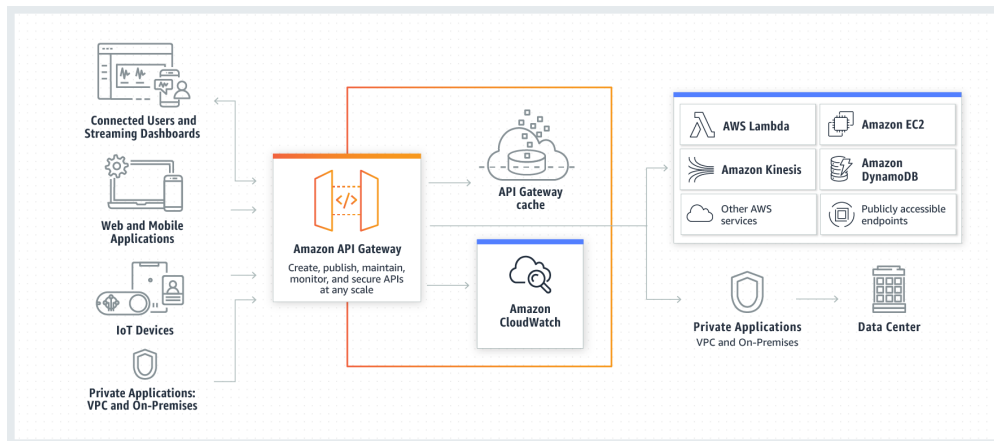 Connected Users and
Streaming Dashboards
Web and Mobile
Applications
IoT Devices
Private Applications:
VPC and On-Premises
</>
Amazon API Gateway
Create, publish, maintain,
monitor, and secure APIs
at any scale
API Gateway
cache
Amazon
CloudWatch
AWS Lambda
Amazon EC2
Amazon Kinesis
Amazon
DynamoDB
Other AWS
services
Publicly accessible
endpoints
Private Applications
VPC and On-Premises
Data Center